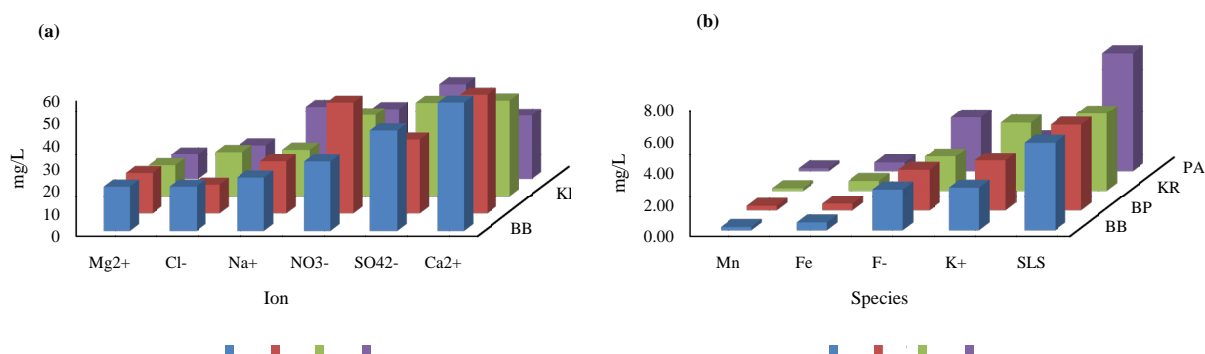 (a)
60
50
40
30
20
10
0
mg/L
Mg2+ Cl- Na+ NO3- SO42- Ca2+
Ion
BB
(b)
8.00
6.00
4.00
2.00
0.00
mg/L
Mn Fe F- K+ SLS
Species
PA
KR
BP
BB